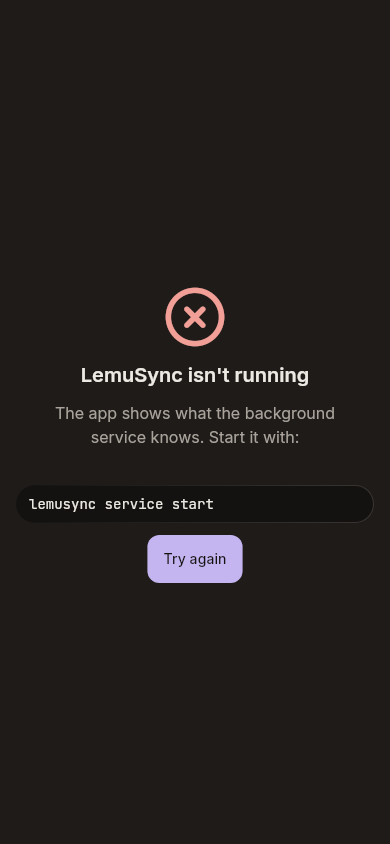 LemuSync isn't running
The app shows what the background
service knows. Start it with:
lemusync service start
Try again